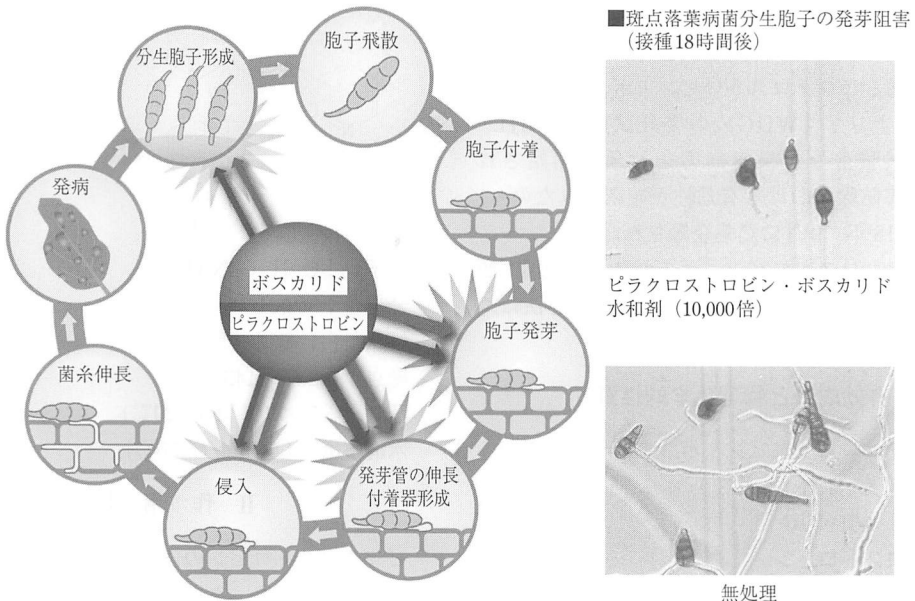 分生胞子形成
胞子飛散
胞子付着
胞子発芽
発芽管の伸長
付着器形成
侵入
菌糸伸長
発病
ボスカリド
ピラクロストロビン
■斑点落葉病菌分生胞子の発芽阻害
(接種18時間後)
ピラクロストロビン・ボスカリド
水和剤(10,000倍)
無処理